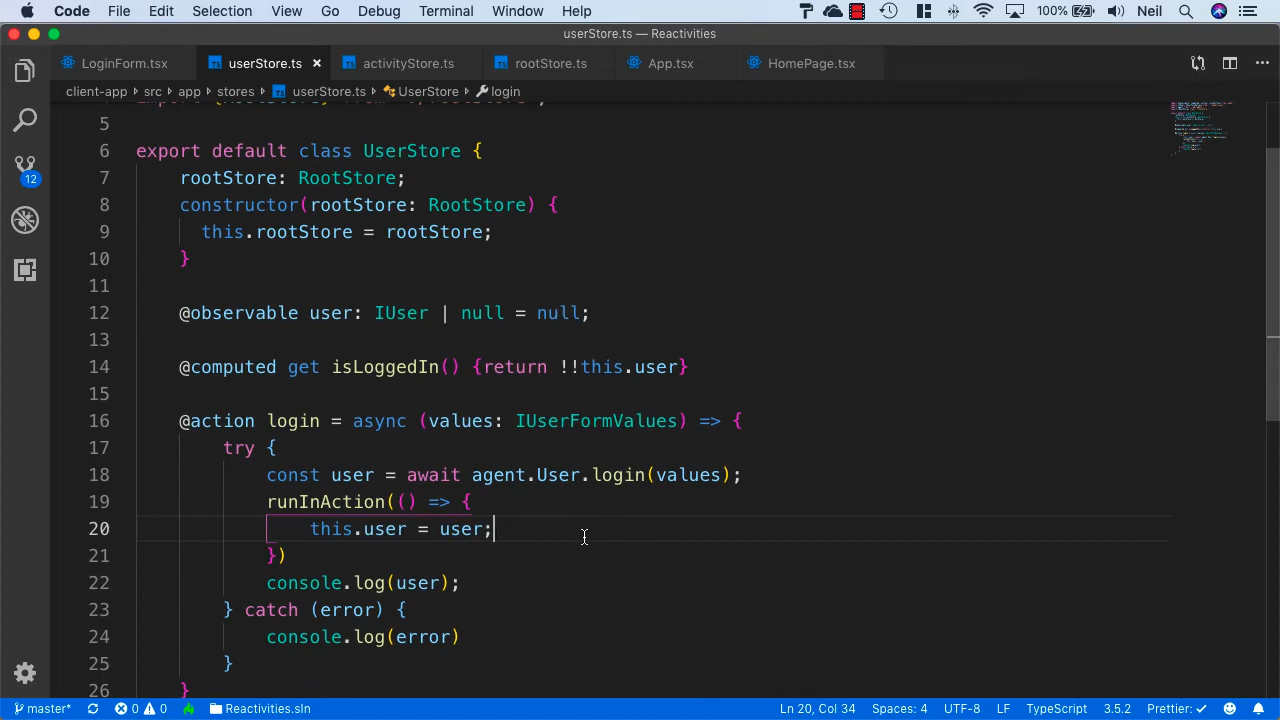 Code File Edit Selection View Go Debug Terminal Window Help 100% Neil
userStore.ts — Reactivities
LoginForm.tsx userStore.ts × activityStore.ts rootStore.ts App.tsx HomePage.tsx
client-app › src › app › stores › userStore.ts › UserStore › login
5
6 export default class UserStore {
7 rootStore: RootStore;
8 constructor(rootStore: RootStore) {
9 this.rootStore = rootStore;
10 }
11
12 @observable user: IUser | null = null;
13
14 @computed get isLoggedIn() {return !!this.user}
15
16 @action login = async (values: IUserFormValues) => {
17 try {
18 const user = await agent.User.login(values);
19 runInAction(() => {
20 this.user = user;
21 })
22 console.log(user);
23 } catch (error) {
24 console.log(error)
25 }
26 }
12
master* 0 0 Reactivities.sln Ln 20, Col 34 Spaces: 4 UTF-8 LF TypeScript 3.5.2 Prettier: ✓